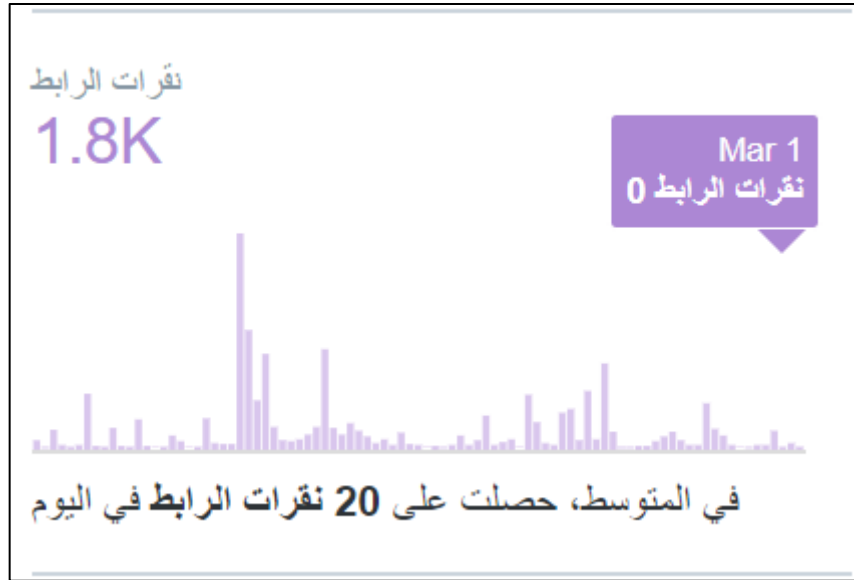 نقرات الرابط
1.8K
Mar 1
نقرات الرابط 0
في المتوسط، حصلت على 20 نقرات الرابط في اليوم